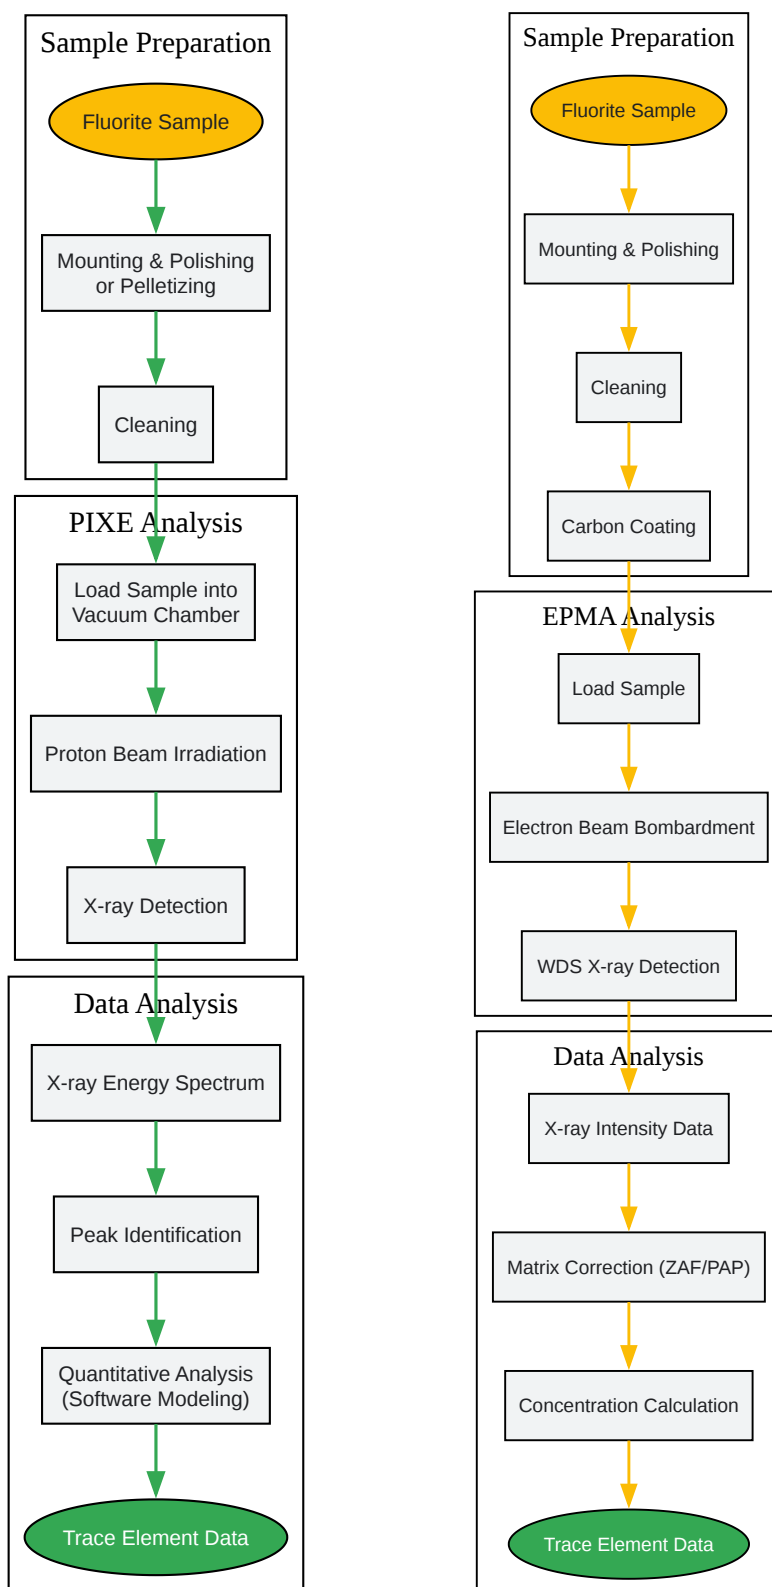 Sample Preparation
Fluorite Sample
Mounting & Polishing
or Pelletizing
Cleaning
PIXE Analysis
Load Sample into
Vacuum Chamber
Proton Beam Irradiation
X-ray Detection
Data Analysis
X-ray Energy Spectrum
Peak Identification
Quantitative Analysis
(Software Modeling)
Trace Element Data
Sample Preparation
Fluorite Sample
Mounting & Polishing
Cleaning
Carbon Coating
EPMA Analysis
Load Sample
Electron Beam Bombardment
WDS X-ray Detection
Data Analysis
X-ray Intensity Data
Matrix Correction (ZAF/PAP)
Concentration Calculation
Trace Element Data